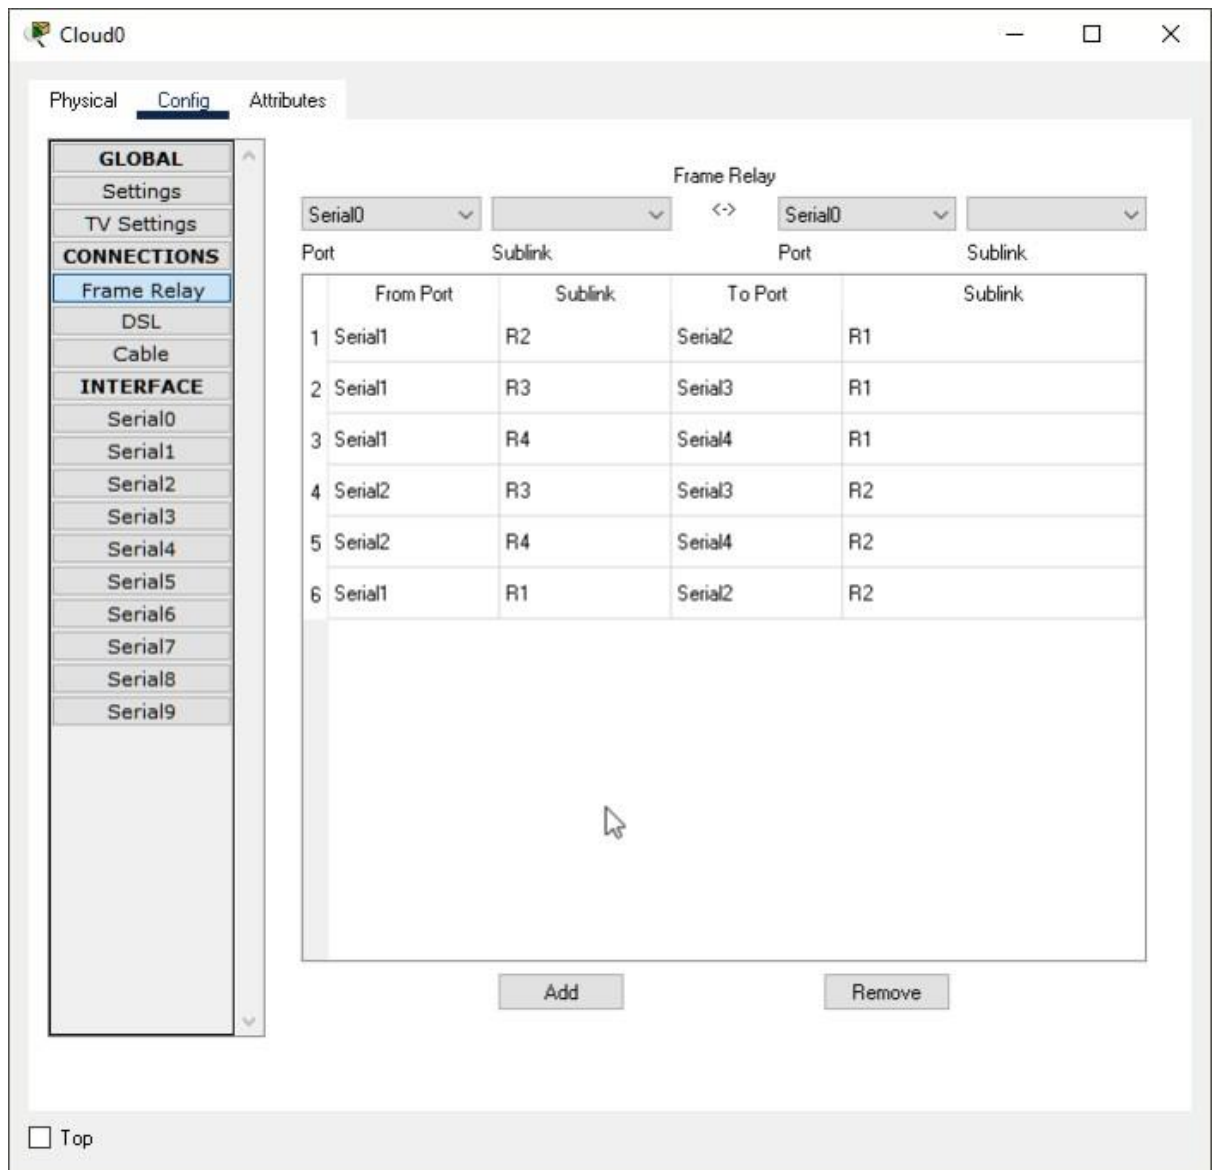 Cloud0
Physical Config Attributes
GLOBAL
Settings
TV Settings
CONNECTIONS
Frame Relay
DSL
Cable
INTERFACE
Serial0
Serial1
Serial2
Serial3
Serial4
Serial5
Serial6
Serial7
Serial8
Serial9
Frame Relay
Serial0 <-> Serial0
Port Sublink Port Sublink
From Port Sublink To Port Sublink
1 Serial1 R2 Serial2 R1
2 Serial1 R3 Serial3 R1
3 Serial1 R4 Serial4 R1
4 Serial2 R3 Serial3 R2
5 Serial2 R4 Serial4 R2
6 Serial1 R1 Serial2 R2
Add Remove
Top